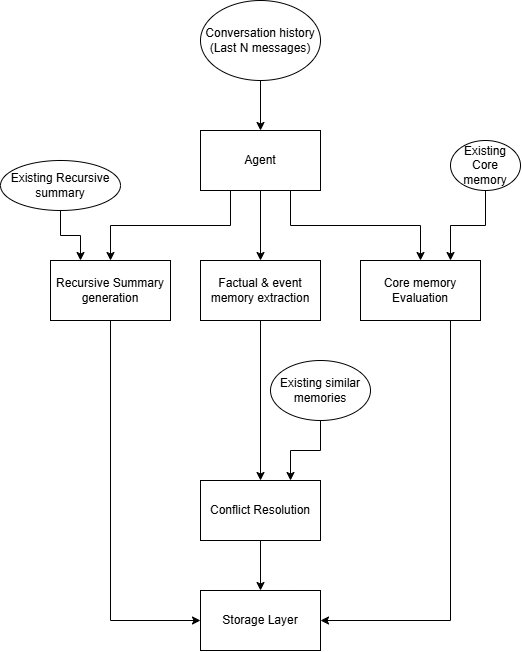 Conversation history
(Last N messages)
Agent
Existing Recursive
summary
Existing
Core
memory
Recursive Summary
generation
Factual & event
memory extraction
Core memory
Evaluation
Existing similar
memories
Conflict Resolution
Storage Layer